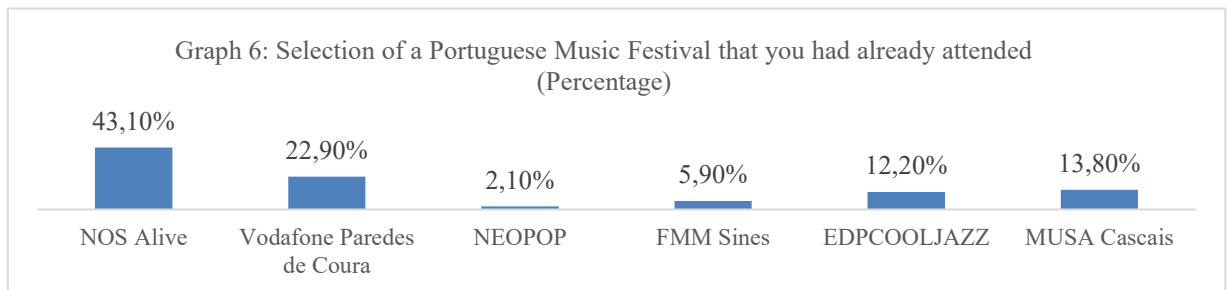 Graph 6: Selection of a Portuguese Music Festival that you had already attended
(Percentage)
43,10%
22,90%
2,10%
5,90%
12,20%
13,80%
NOS Alive
Vodafone Paredes
de Coura
NEOPOP
FMM Sines
EDPCOOLJAZZ
MUSA Cascais